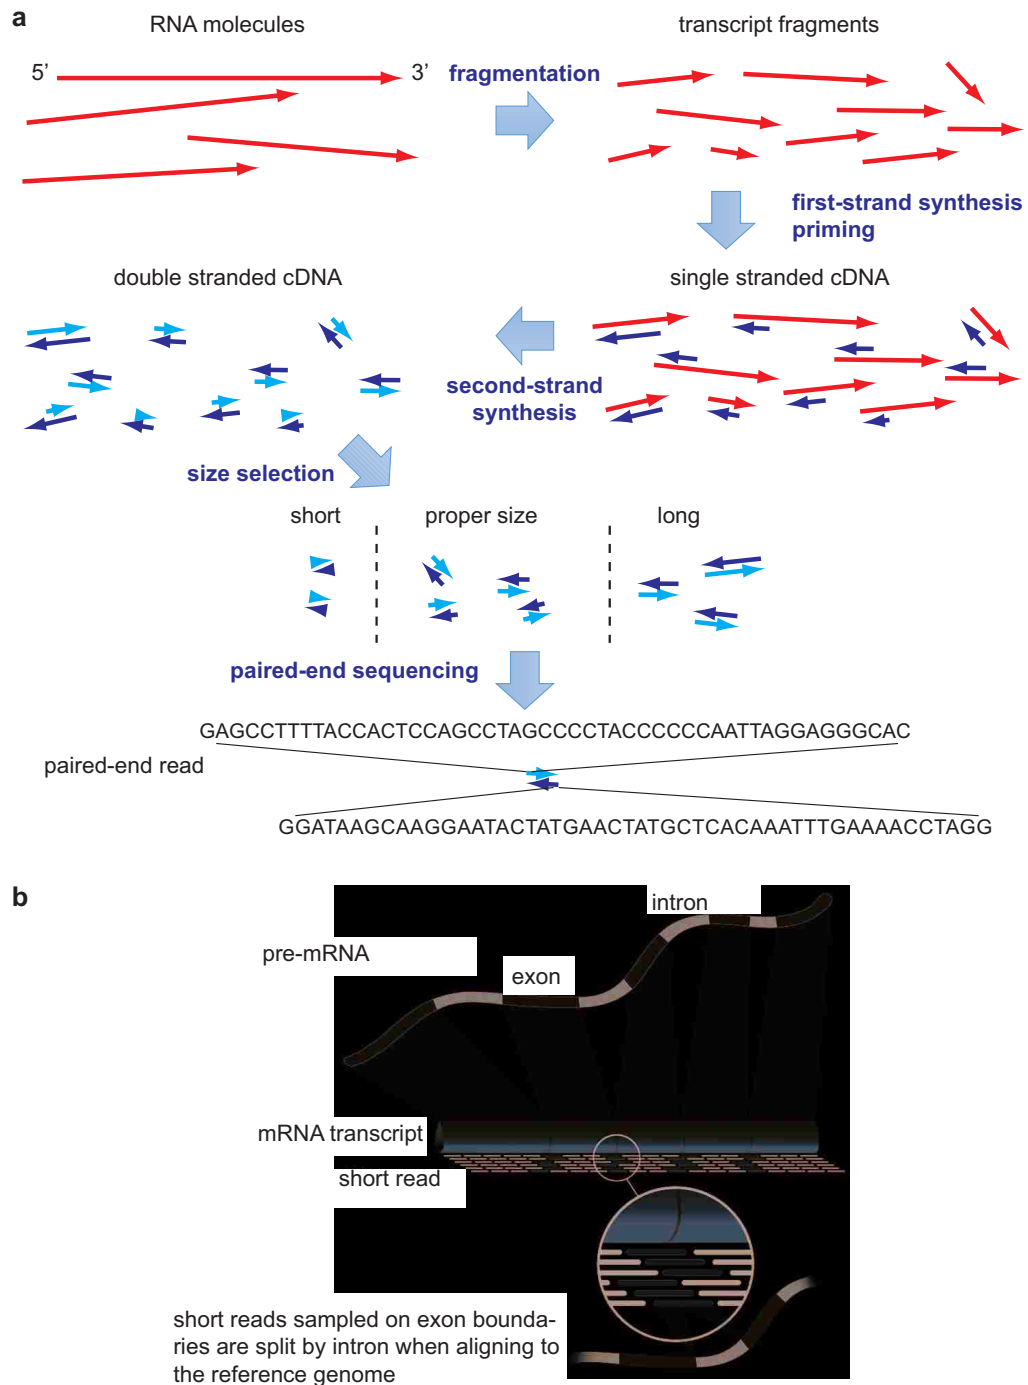 a
RNA molecules
transcript fragments
5’
3’
fragmentation
first-strand synthesis
priming
double stranded cDNA
single stranded cDNA
second-strand
synthesis
size selection
short
proper size
long
paired-end sequencing
GAGCCTTTTACCACTCCAGCCTAGCCCCTACCCCCCAATTAGGAGGGCAC
paired-end read
GGATAAGCAAGGAATACTATGAACTATGCTCACAAATTTGAAAACCTAGG
b
intron
pre-mRNA
exon
mRNA transcript
short read
short reads sampled on exon bounda-
ries are split by intron when aligning to
the reference genome